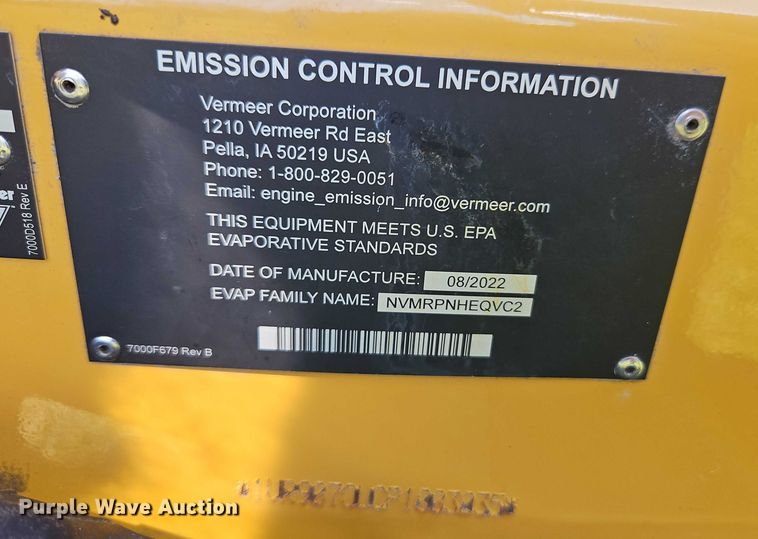 EMISSION CONTROL INFORMATION
Vermeer Corporation
1210 Vermeer Rd East
Pella, IA 50219 USA
Phone: 1-800-829-0051
Email: engine_emission_info@vermeer.com
THIS EQUIPMENT MEETS U.S. EPA
EVAPORATIVE STANDARDS
DATE OF MANUFACTURE: 08/2022
EVAP FAMILY NAME: NVMRPNHEQVC2
7000F679 Rev B
7000D518 Rev E
Purple Wave Auction